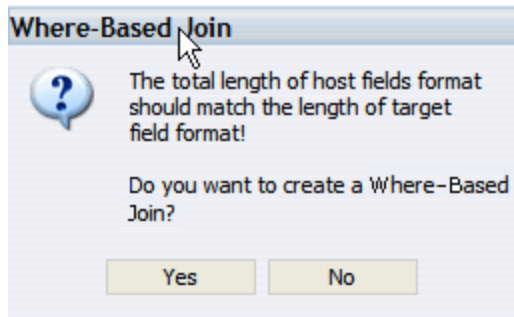 Where-Based Join
The total length of host fields format
should match the length of target
field format!
Do you want to create a Where-Based
Join?
Yes
No